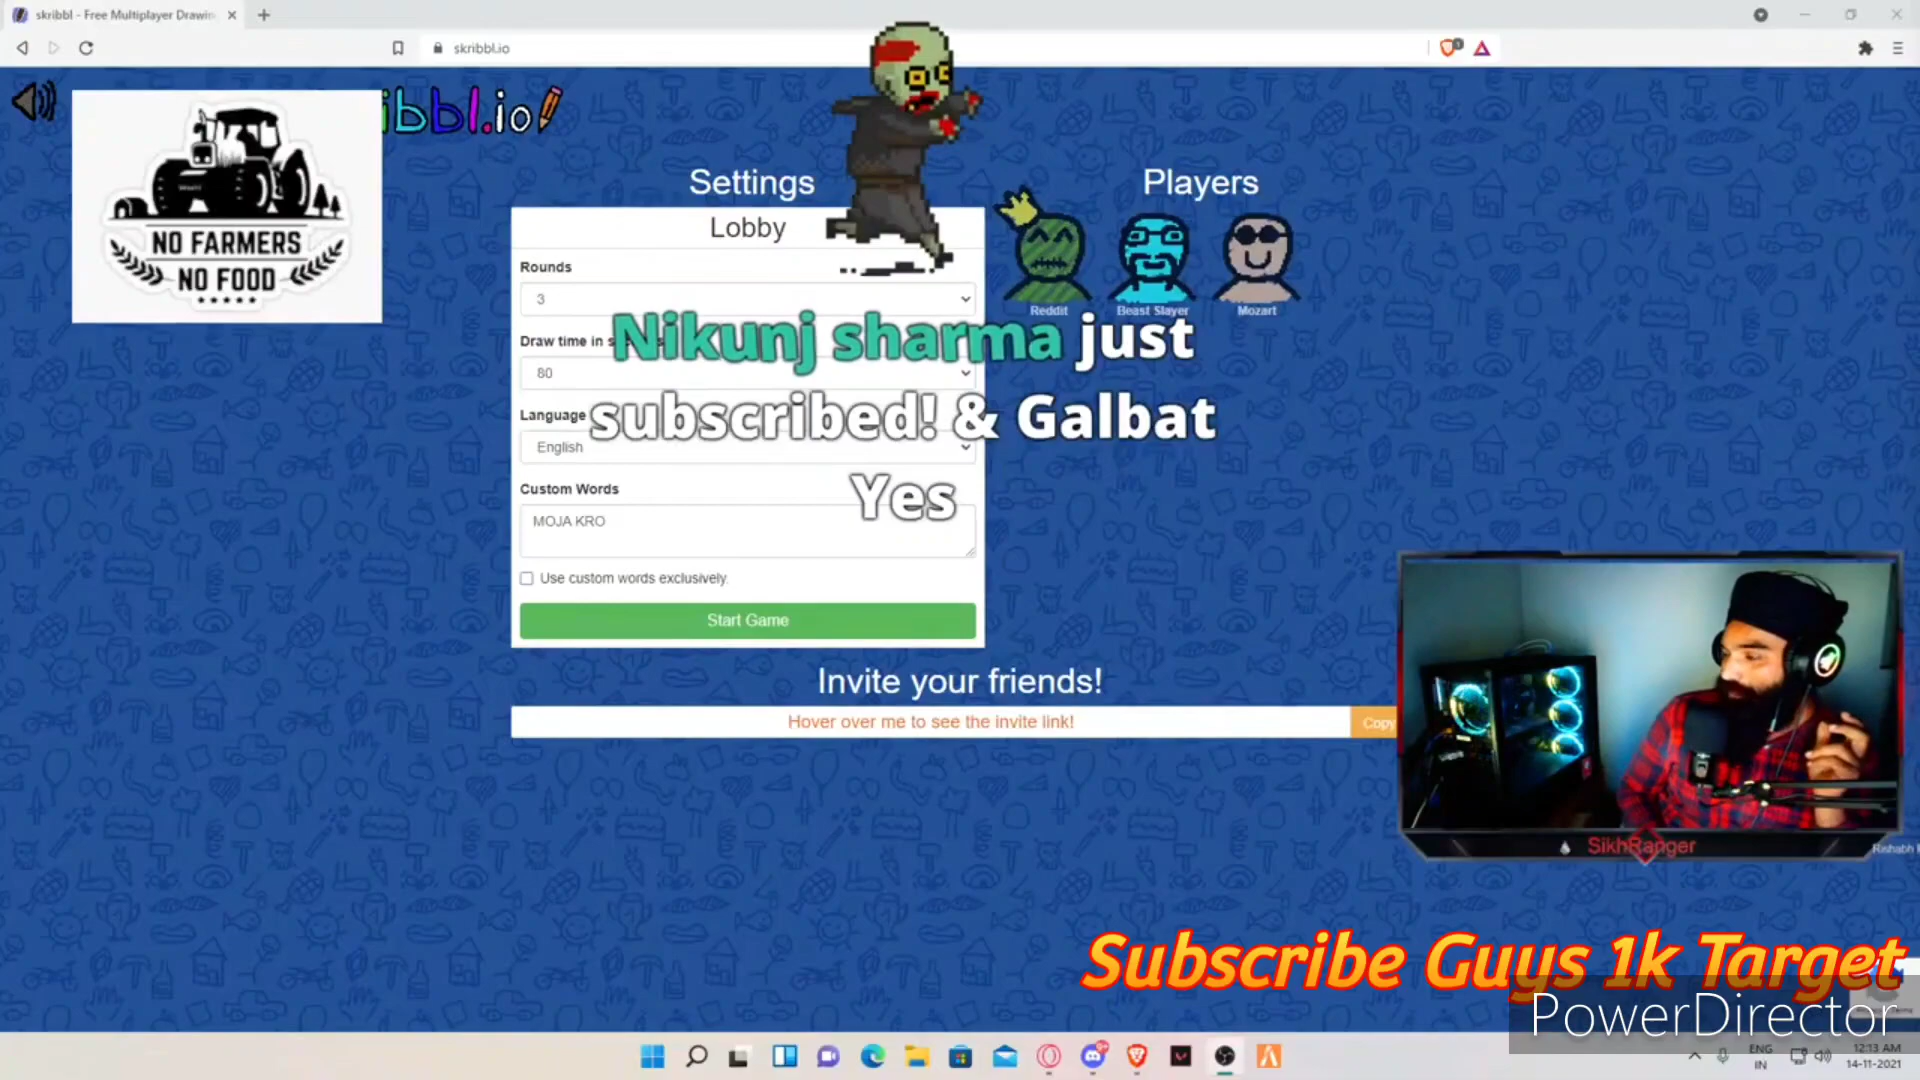 skribbl - Free Multiplayer Drawin
skribbl.io
ibbl.io
NO FARMERS
NO FOOD
Settings
Players
Lobby
Rounds
3
Reddit
Beast Slayer
Mozart
Nikunj sharma just
Draw time in s
80
subscribed! & Galbat
Language
English
Yes
Custom Words
MOJA KRO
Use custom words exclusively.
Start Game
Invite your friends!
Hover over me to see the invite link!
Copy
SikhRanger
Rishabh
Subscribe Guys 1k Target
PowerDirector
ENG
IN
12:13 AM
14-11-2021